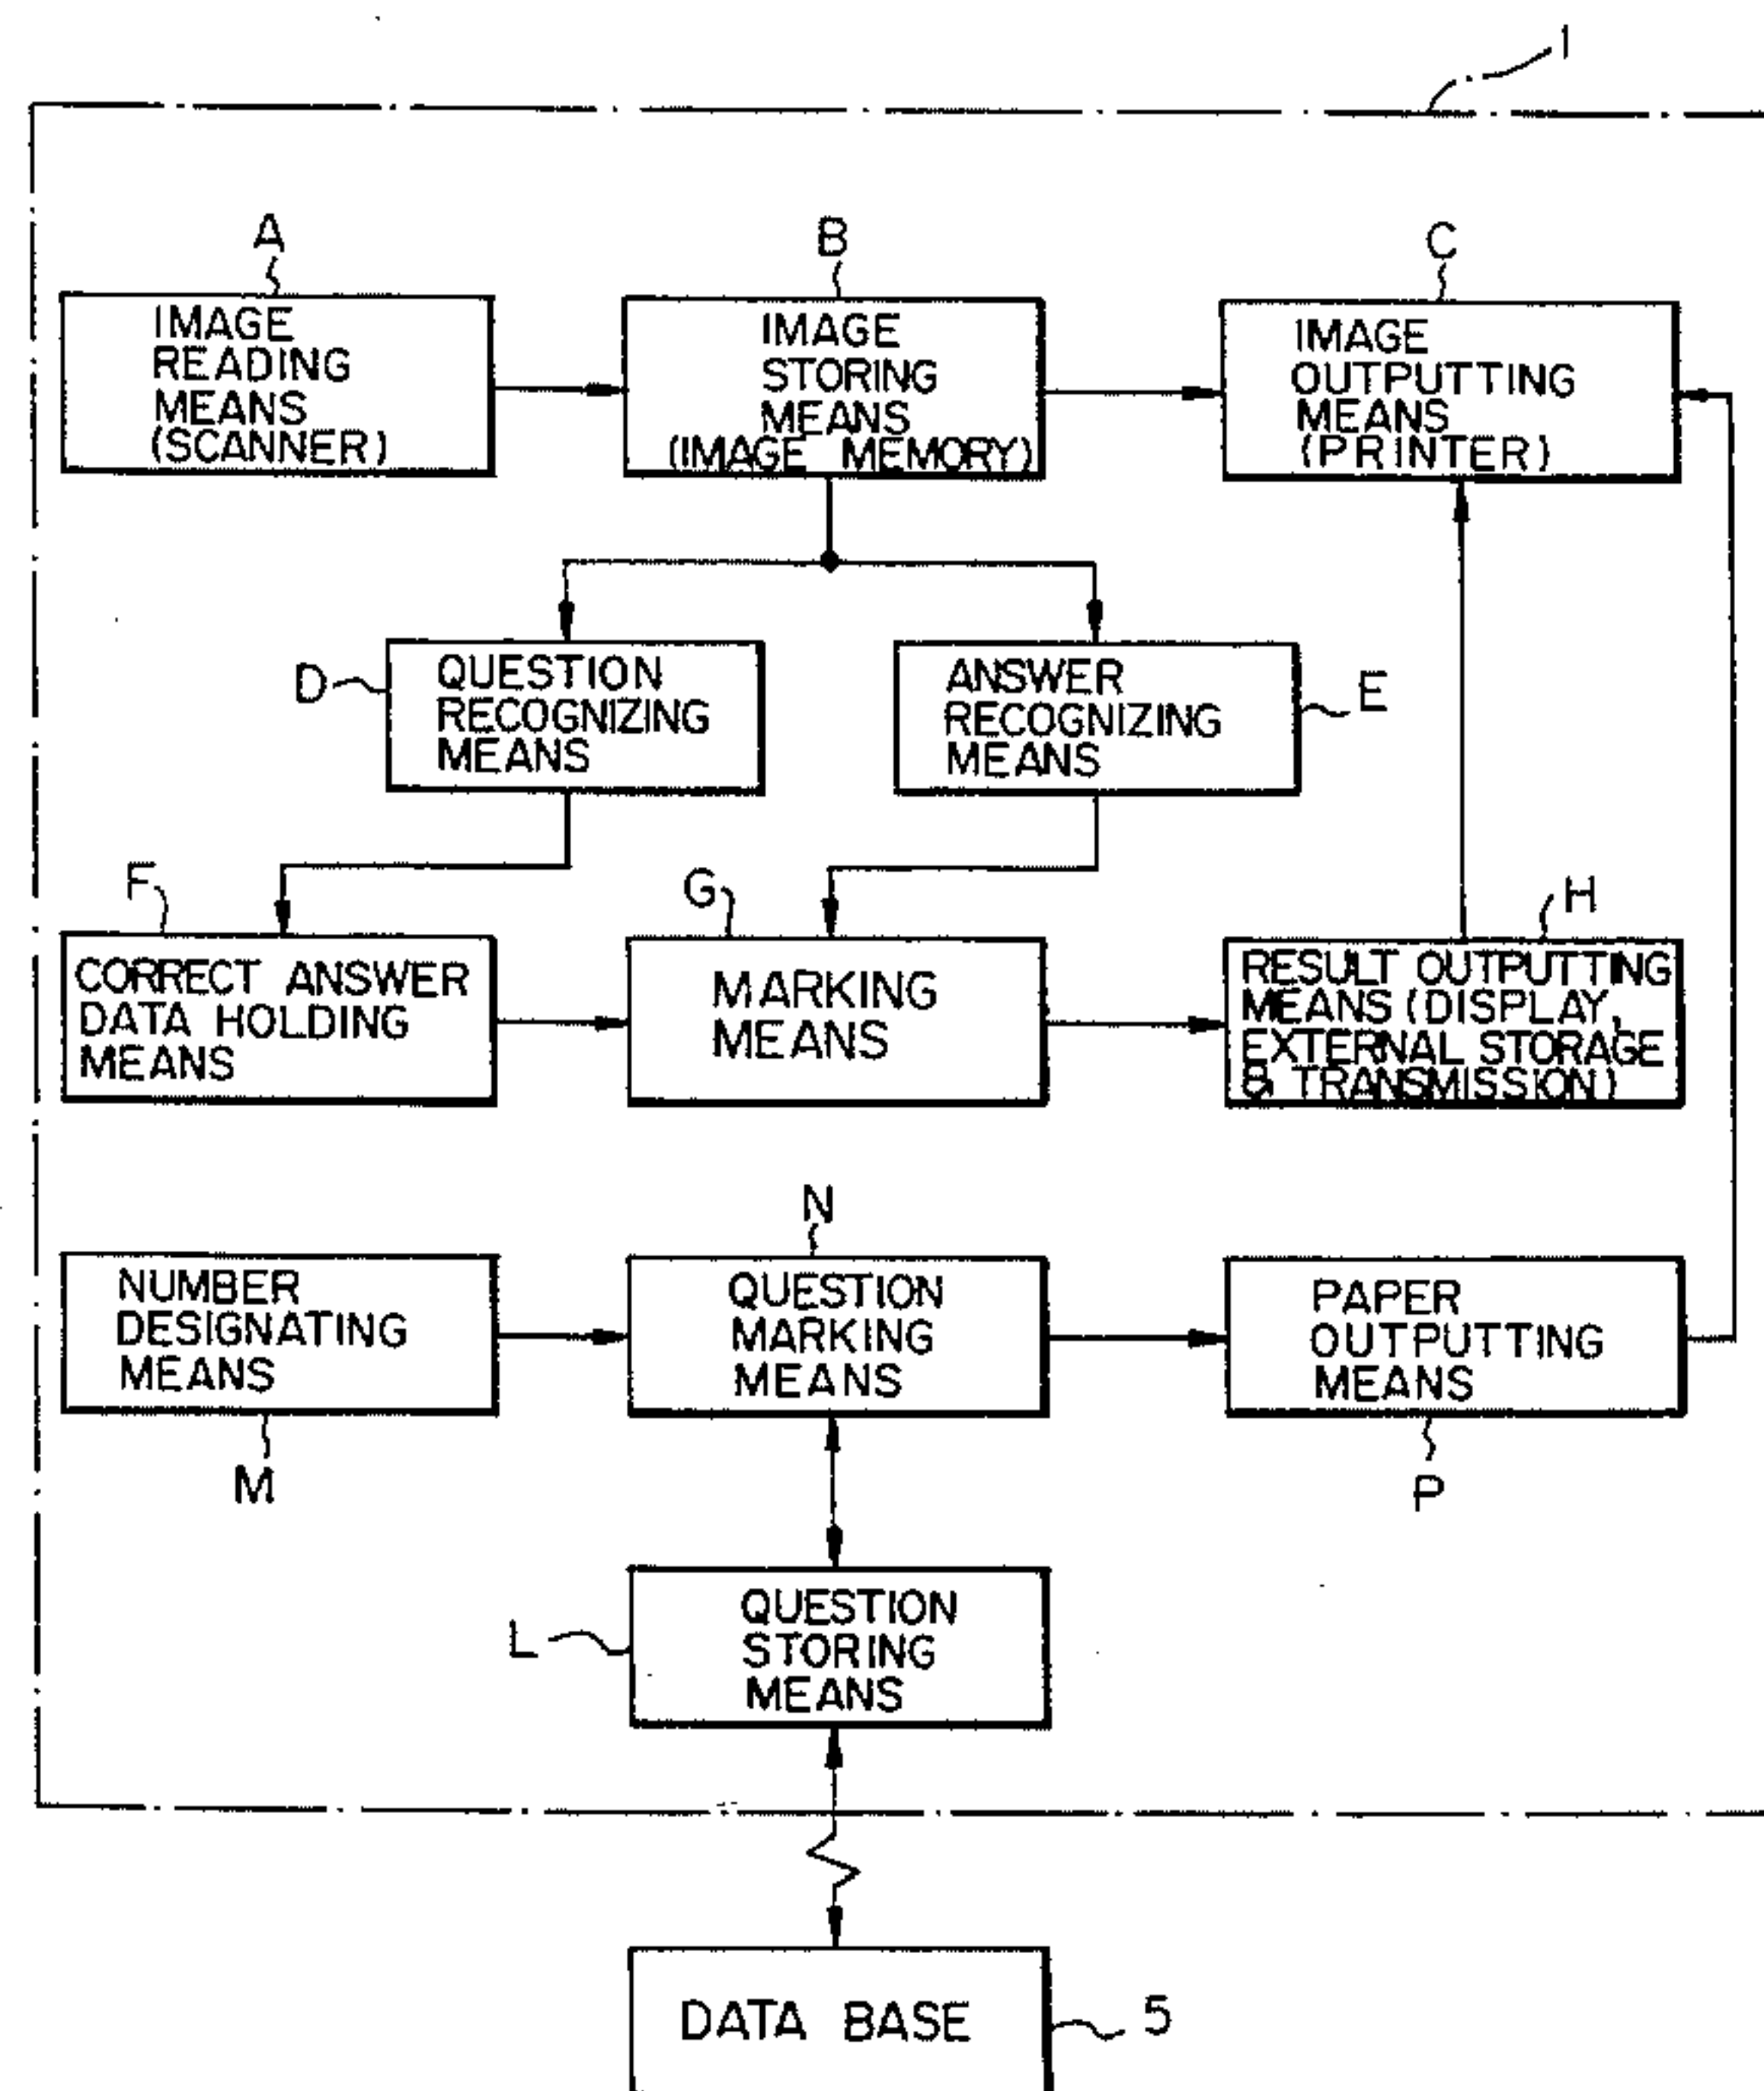 1
A
B
C
IMAGE
READING
MEANS
(SCANNER)
IMAGE
STORING
MEANS
(IMAGE MEMORY)
IMAGE
OUTPUTTING
MEANS
(PRINTER)
D
QUESTION
RECOGNIZING
MEANS
ANSWER
RECOGNIZING
MEANS
E
F
G
H
CORRECT ANSWER
DATA HOLDING
MEANS
MARKING
MEANS
RESULT OUTPUTTING
MEANS (DISPLAY,
EXTERNAL STORAGE
& TRANSMISSION)
N
NUMBER
DESIGNATING
MEANS
QUESTION
MARKING
MEANS
PAPER
OUTPUTTING
MEANS
M
P
L
QUESTION
STORING
MEANS
DATA BASE
5